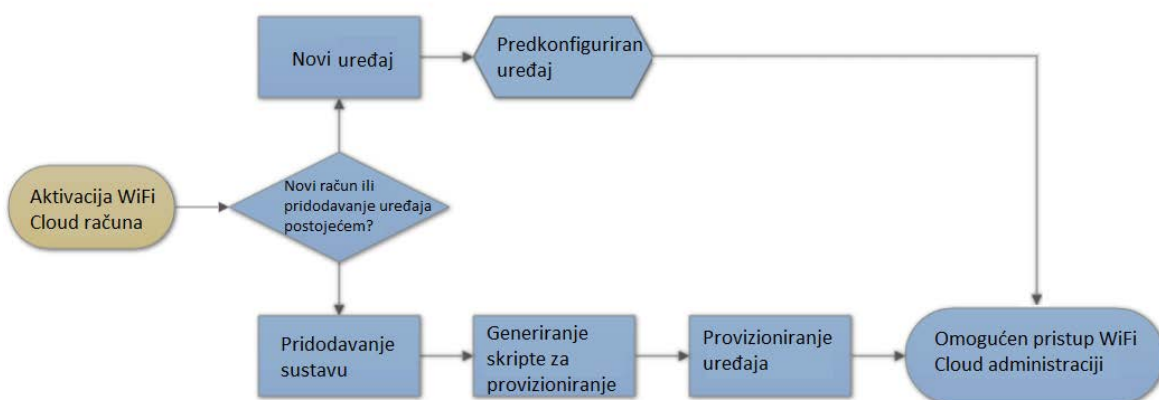 Novi uređaj
Predkonfiguriran
uređaj
Aktivacija WiFi
Cloud računa
Novi račun ili
pridodavanje uređaja
postojećem?
Pridodavanje
sustavu
Generiranje
skripte za
provizioniranje
Provizioniranje
uređaja
Omogućen pristup WiFi
Cloud administraciji